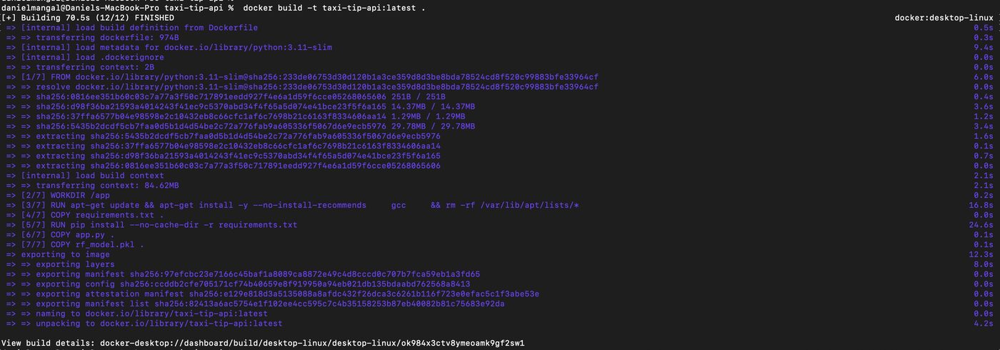 danielmangal@Daniels-MacBook-Pro taxi-tip-api %  docker build -t taxi-tip-api:latest .
[+] Building 70.5s (12/12) FINISHED docker:desktop-linux
=> [internal] load build definition from Dockerfile 0.5s
=> => transferring dockerfile: 974B 0.3s
=> [internal] load metadata for docker.io/library/python:3.11-slim 9.4s
=> [internal] load .dockerignore 0.0s
=> => transferring context: 2B 0.0s
=> [1/7] FROM docker.io/library/python:3.11-slim@sha256:233de06753d30d120b1a3ce359d8d3be8bda78524cd8f520c99883bfe33964cf 6.0s
=> => resolve docker.io/library/python:3.11-slim@sha256:233de06753d30d120b1a3ce359d8d3be8bda78524cd8f520c99883bfe33964cf 0.0s
=> => sha256:0816ee351b60c03c7a77a3f50c717891eedd927f4e6a1d59f6cce05268065606 251B / 251B 0.4s
=> => sha256:d98f36ba21593a4014243f41ec9c5370abd34f4f65a5d074e41bce23f5f6a165 14.37MB / 14.37MB 3.6s
=> => sha256:37ffa6577b04e98598e2c10432eb8c66cfc1af6c7698b21c6163f8334606aa14 1.29MB / 1.29MB 1.2s
=> => sha256:5435b2dcdf5cb7faa0d5b1d4d54be2c72a776fab9a605336f5067d6e9ecb5976 29.78MB / 29.78MB 3.4s
=> => extracting sha256:5435b2dcdf5cb7faa0d5b1d4d54be2c72a776fab9a605336f5067d6e9ecb5976 1.6s
=> => extracting sha256:37ffa6577b04e98598e2c10432eb8c66cfc1af6c7698b21c6163f8334606aa14 0.1s
=> => extracting sha256:d98f36ba21593a4014243f41ec9c5370abd34f4f65a5d074e41bce23f5f6a165 0.7s
=> => extracting sha256:0816ee351b60c03c7a77a3f50c717891eedd927f4e6a1d59f6cce05268065606 0.0s
=> [internal] load build context 2.1s
=> => transferring context: 84.62MB 2.1s
=> [2/7] WORKDIR /app 0.2s
=> [3/7] RUN apt-get update && apt-get install -y --no-install-recommends     gcc     && rm -rf /var/lib/apt/lists/* 16.8s
=> [4/7] COPY requirements.txt . 0.0s
=> [5/7] RUN pip install --no-cache-dir -r requirements.txt 24.6s
=> [6/7] COPY app.py . 0.1s
=> [7/7] COPY rf_model.pkl . 0.1s
=> exporting to image 12.3s
=> => exporting layers 8.0s
=> => exporting manifest sha256:97efcbc23e7166c45baf1a8089ca8872e49c4d8cccd0c707b7fca59eb1a3fd65 0.0s
=> => exporting config sha256:ccddb2cfe705171cf74b40659e8f919950a94eb021db135bdaabd762568a8413 0.0s
=> => exporting attestation manifest sha256:e129e818d3a5135088a8afdc432f26dca3c6261b116f723e0efac5c1f3abe53e 0.0s
=> => exporting manifest list sha256:82413a6ac5754e1f102ee4cc595c7c4b35158253b87eb40082b81c75683e92da 0.0s
=> => naming to docker.io/library/taxi-tip-api:latest 0.0s
=> => unpacking to docker.io/library/taxi-tip-api:latest 4.2s
View build details: docker-desktop://dashboard/build/desktop-linux/desktop-linux/ok984x3ctv8ymeoamk9gf2sw1